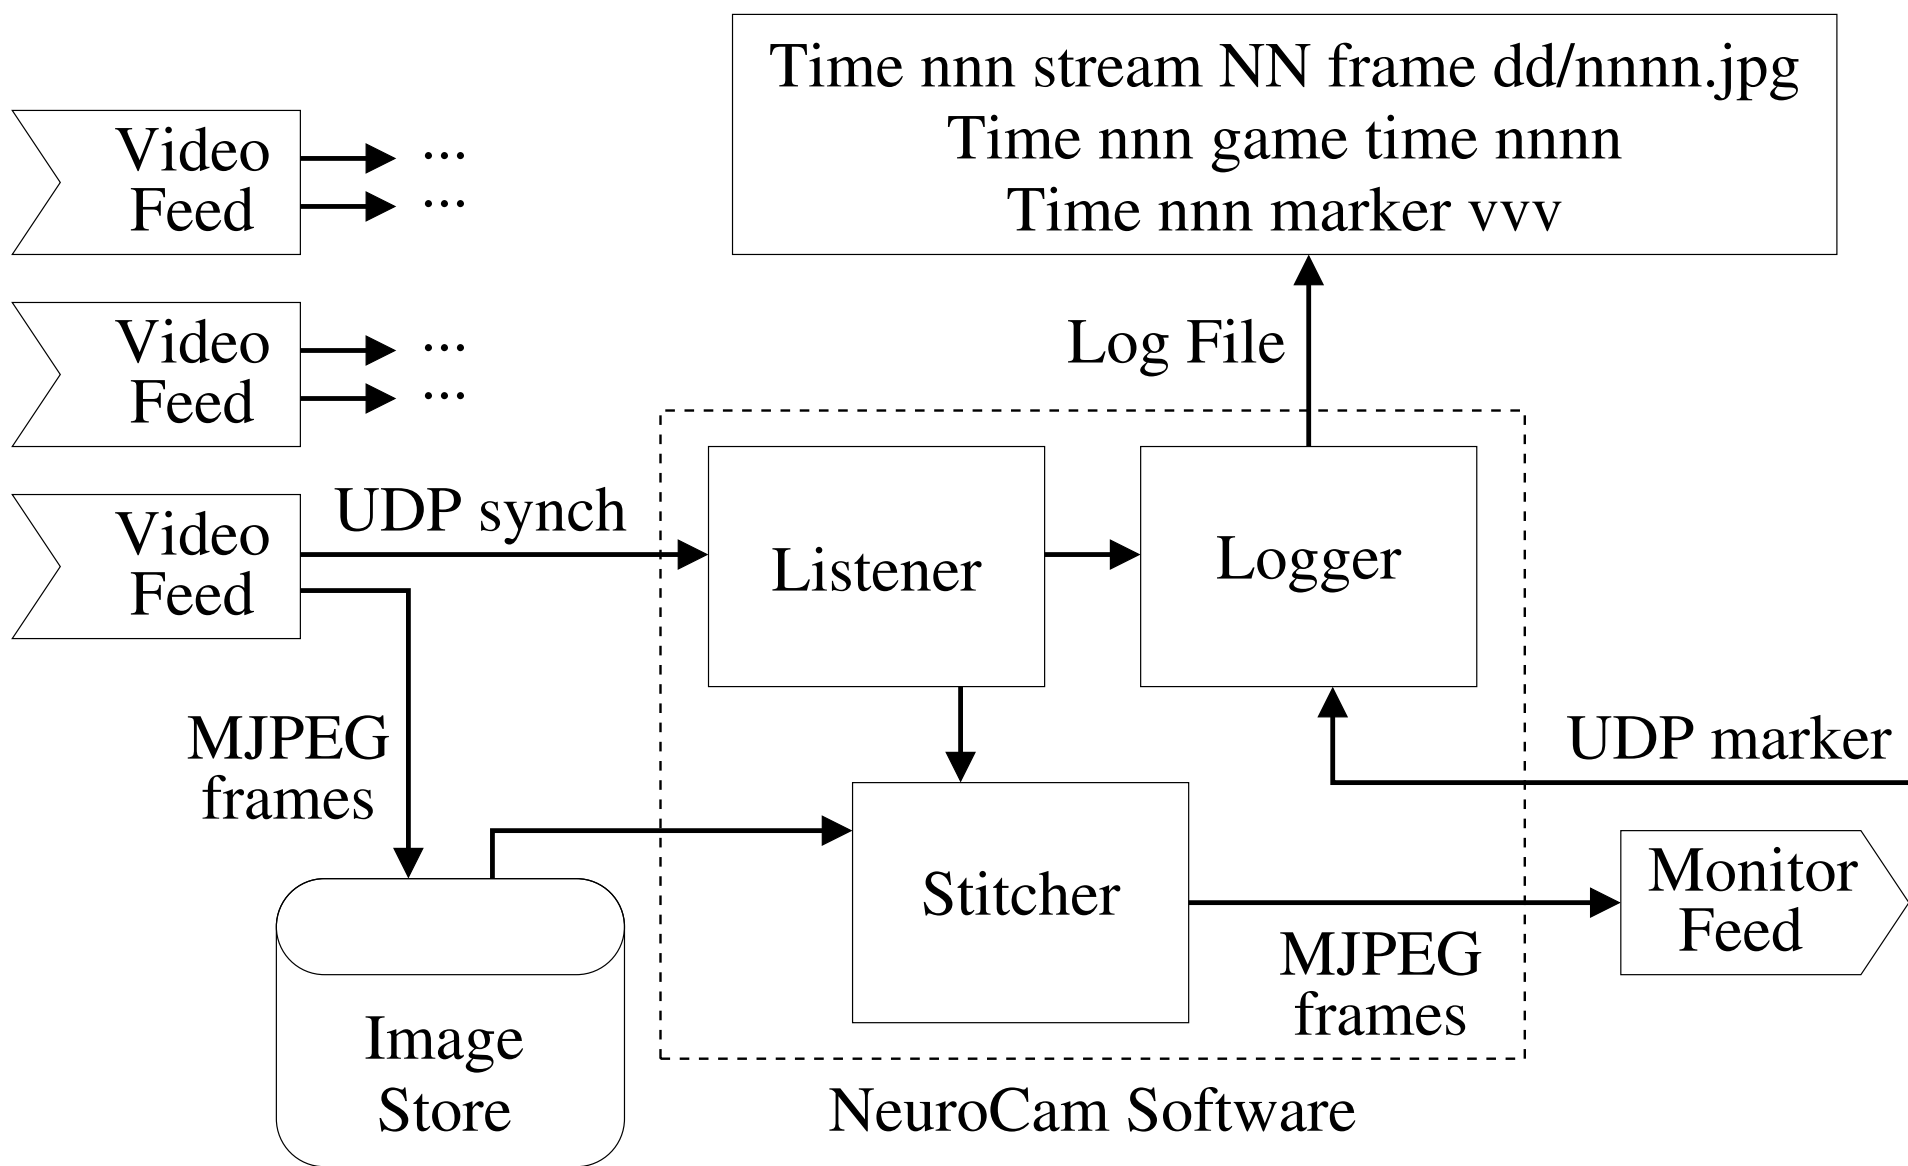 Time nnn stream NN frame dd/nnnn.jpg
Time nnn game time nnnn
Time nnn marker vvv
Video
Feed
...
...
Video
Feed
...
...
Log File
Video
Feed
UDP synch
Listener
Logger
MJPEG
frames
UDP marker
Stitcher
Monitor
Feed
MJPEG
frames
Image
Store
NeuroCam Software